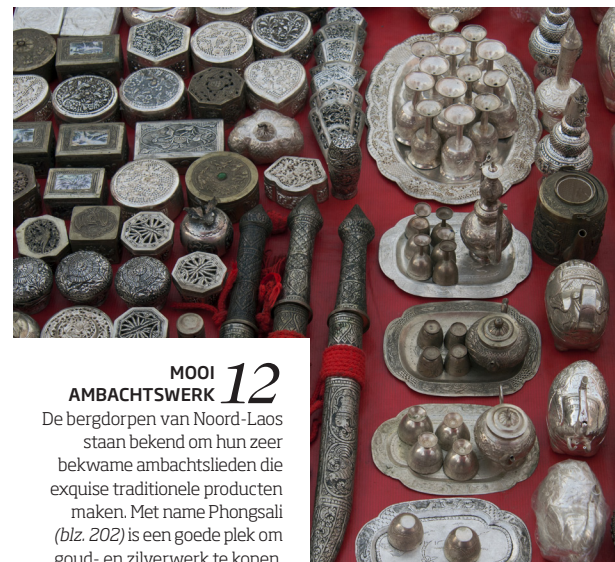 MOOI
AMBACHTSWERK 12
De bergdorpen van Noord-Laos
staan bekend om hun zeer
bekwame ambachtslieden die
exquise traditionele producten
maken. Met name Phongsali
(blz. 202) is een goede plek om
goud- en zilverwerk te kopen.